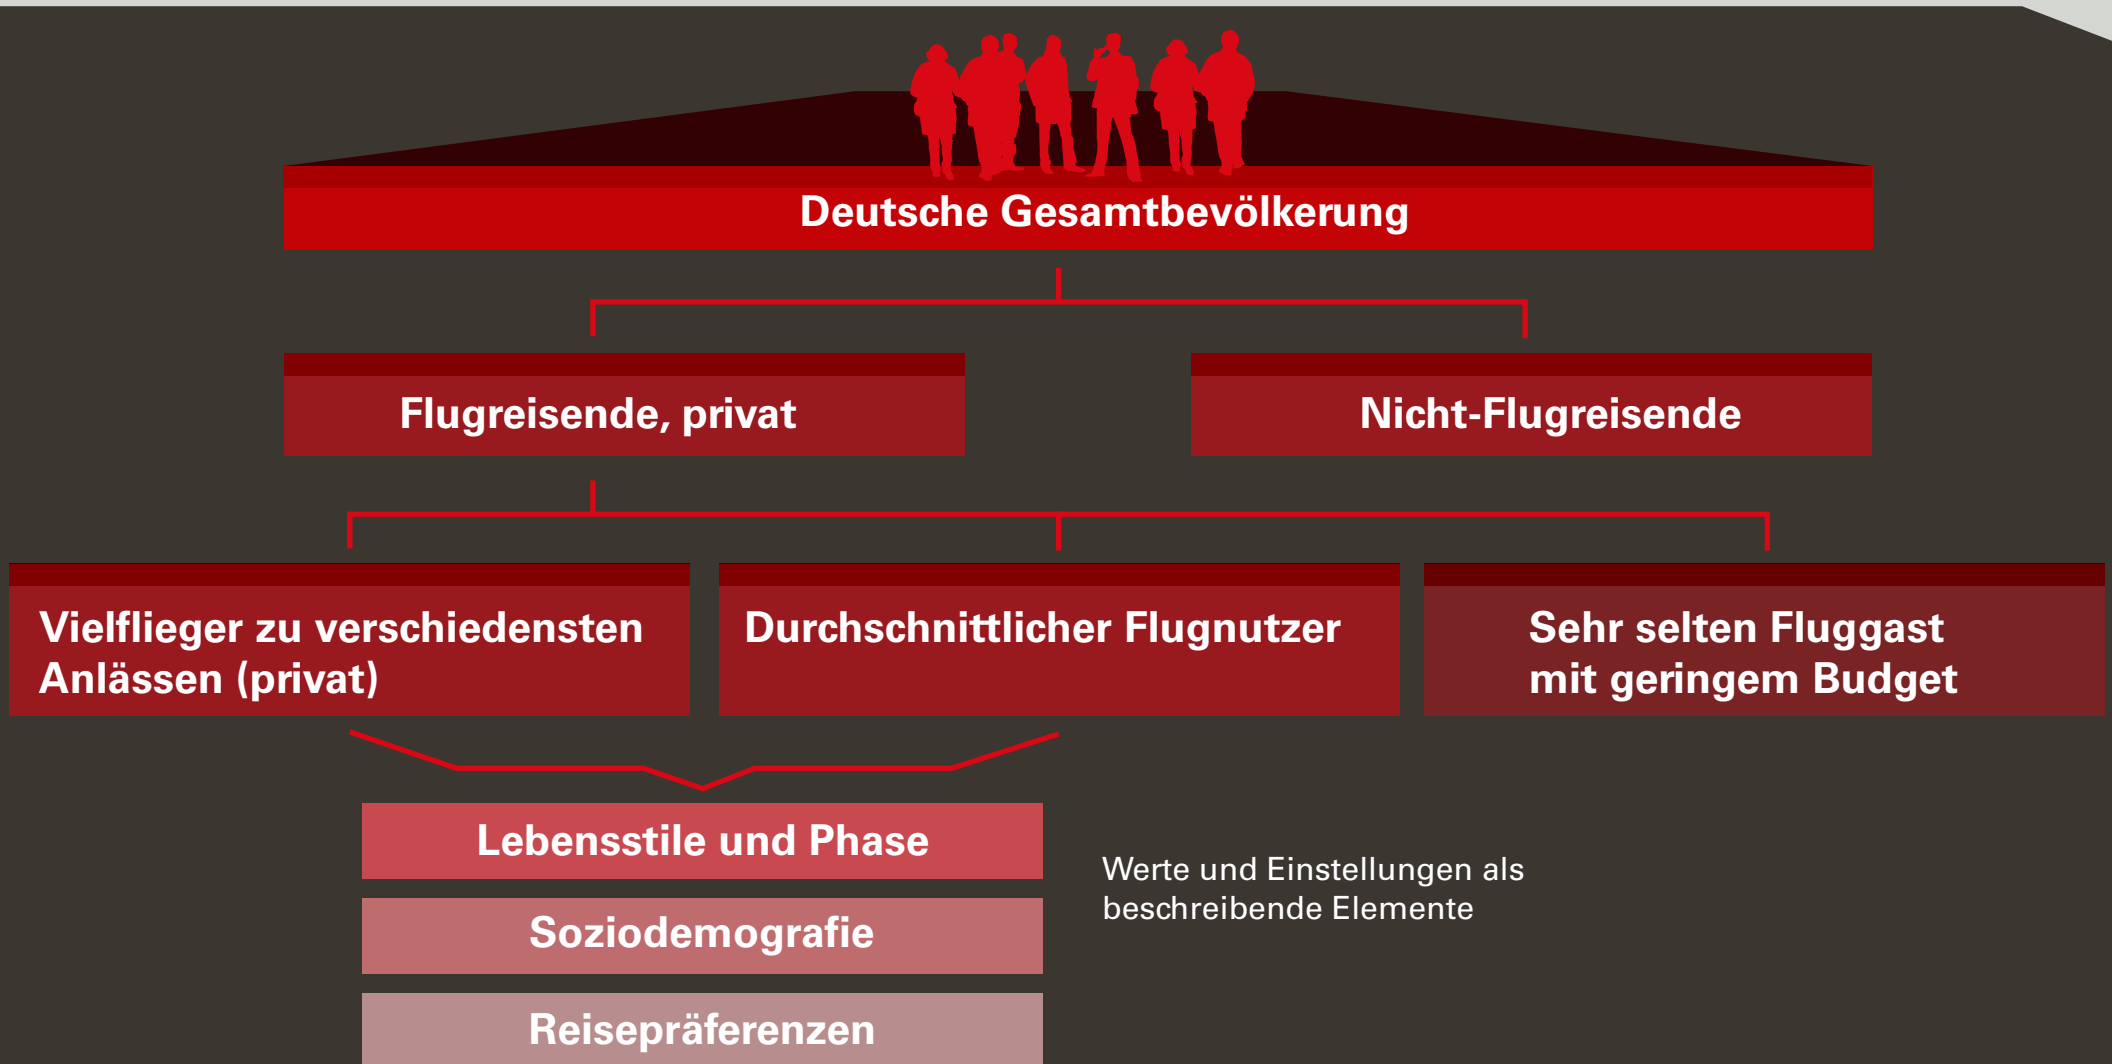 Deutsche Gesamtbevölkerung
Flugreisende, privat
Nicht-Flugreisende
Vielflieger zu verschiedensten
Anlässen (privat)
Durchschnittlicher Flugnutzer
Sehr selten Fluggast
mit geringem Budget
Lebensstile und Phase
Werte und Einstellungen als
beschreibende Elemente
Soziodemografie
Reisepräferenzen